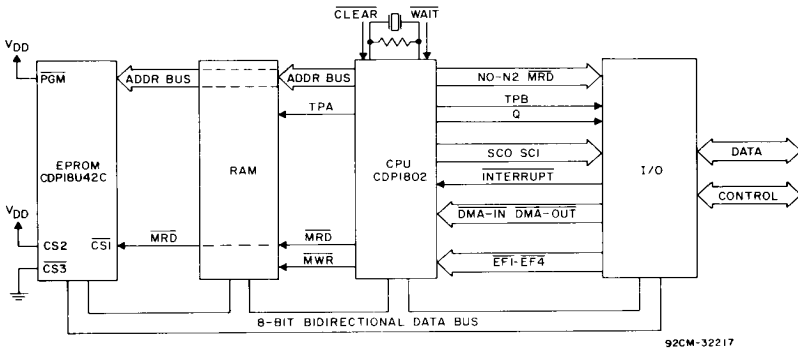 CLEAR WAIT
VDD
PGM
ADDR BUS
ADDR BUS
NO-N2 MRD
TPA
TPB
Q
EPROM
CDP18U42C
RAM
CPU
CDP1802
SCO SCI
I/O
DATA
INTERRUPT
CONTROL
VDD
DMA-IN DMA-OUT
CS2 CS1
MRD
MRD
CS3
MWR
EF1-EF4
8-BIT BIDIRECTIONAL DATA BUS
92CM-32217